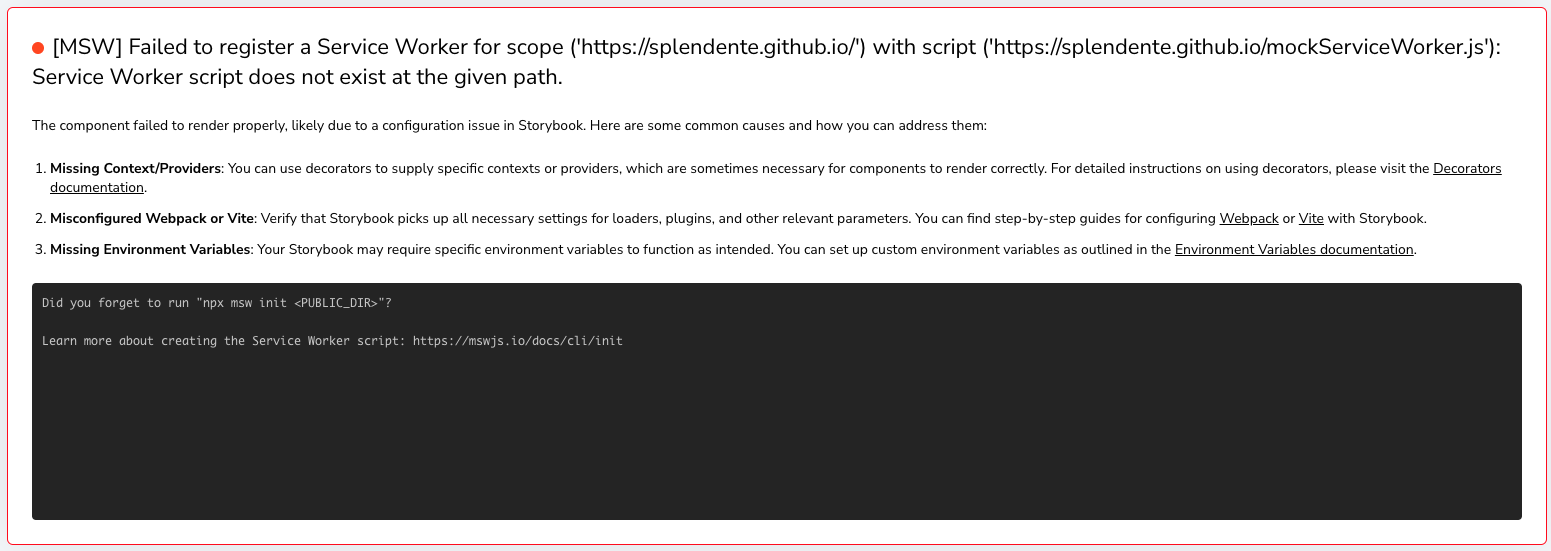 [MSW] Failed to register a Service Worker for scope ('https://splendente.github.io/') with script ('https://splendente.github.io/mockServiceWorker.js'):
Service Worker script does not exist at the given path.
The component failed to render properly, likely due to a configuration issue in Storybook. Here are some common causes and how you can address them:
1. Missing Context/Providers: You can use decorators to supply specific contexts or providers, which are sometimes necessary for components to render correctly. For detailed instructions on using decorators, please visit the Decorators
documentation.
2. Misconfigured Webpack or Vite: Verify that Storybook picks up all necessary settings for loaders, plugins, and other relevant parameters. You can find step-by-step guides for configuring Webpack or Vite with Storybook.
3. Missing Environment Variables: Your Storybook may require specific environment variables to function as intended. You can set up custom environment variables as outlined in the Environment Variables documentation.
Did you forget to run "npx msw init <PUBLIC_DIR>"?
Learn more about creating the Service Worker script: https://mswjs.io/docs/cli/init